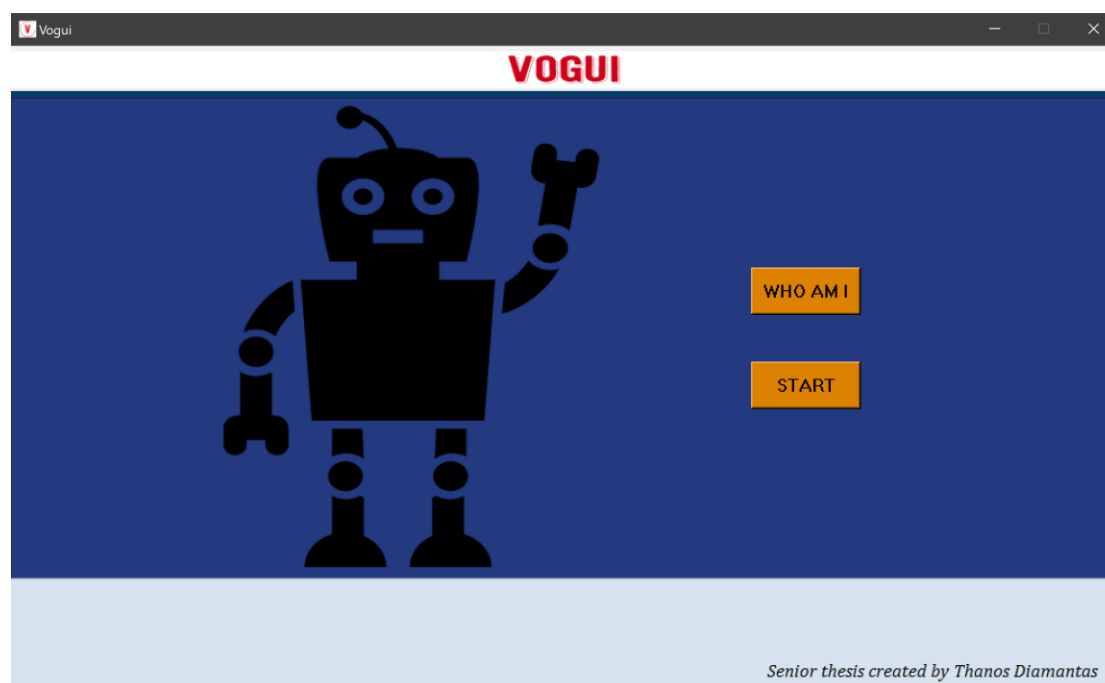 Vogui
VOGUI
WHO AM I
START
Senior thesis created by Thanos Diamantas